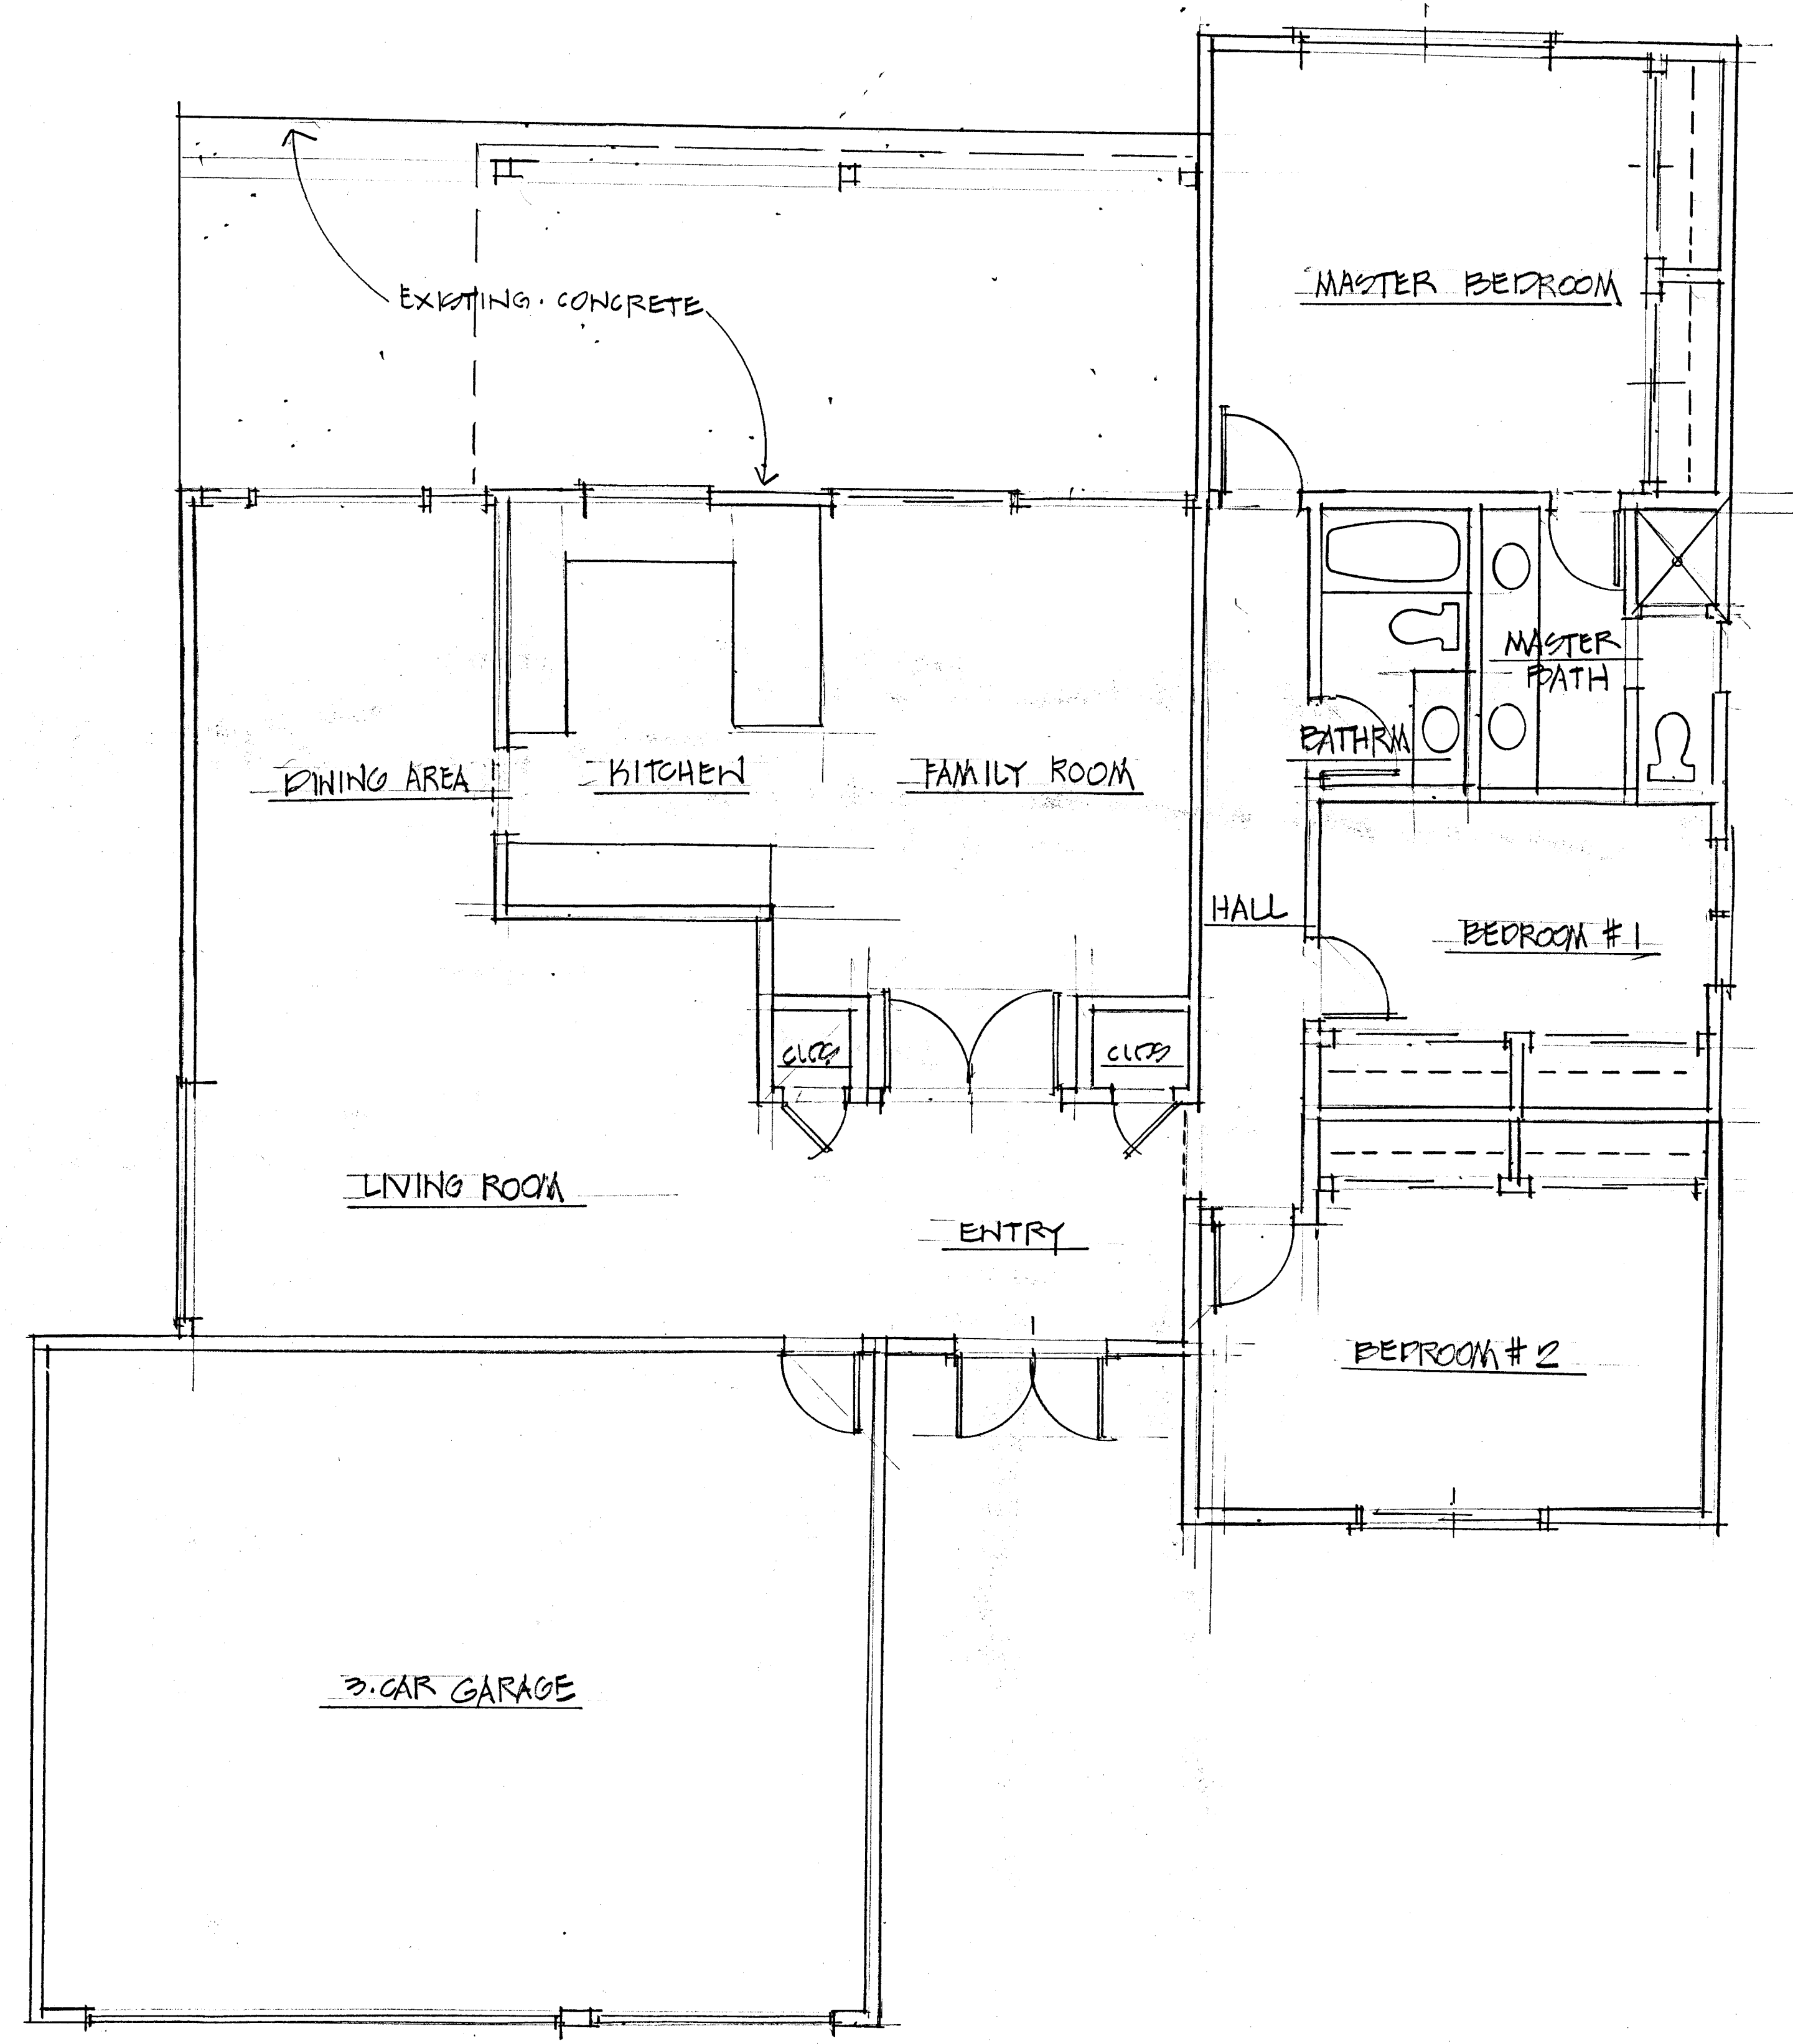 MASTER BEDROOM
EXISTING. CONCRETE
MASTER
BATH
BATHRM
DINING AREA
KITCHEN
FAMILY ROOM
HALL
BEDROOM #1
CLOS
CLOS
LIVING ROOM
ENTRY
BEDROOM #2
3.CAR GARAGE